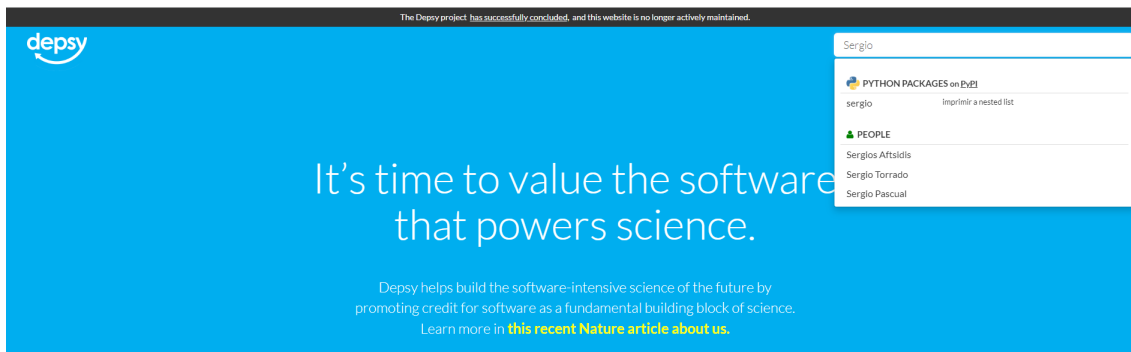 The Depsy project has successfully concluded, and this website is no longer actively maintained.
depsy
Sergio
PYTHON PACKAGES on PyPI
sergio imprimir a nested list
PEOPLE
Sergios Aftsidis
Sergio Torrado
Sergio Pascual
It's time to value the software
that powers science.
Depsy helps build the software-intensive science of the future by
promoting credit for software as a fundamental building block of science.
Learn more in this recent Nature article about us.